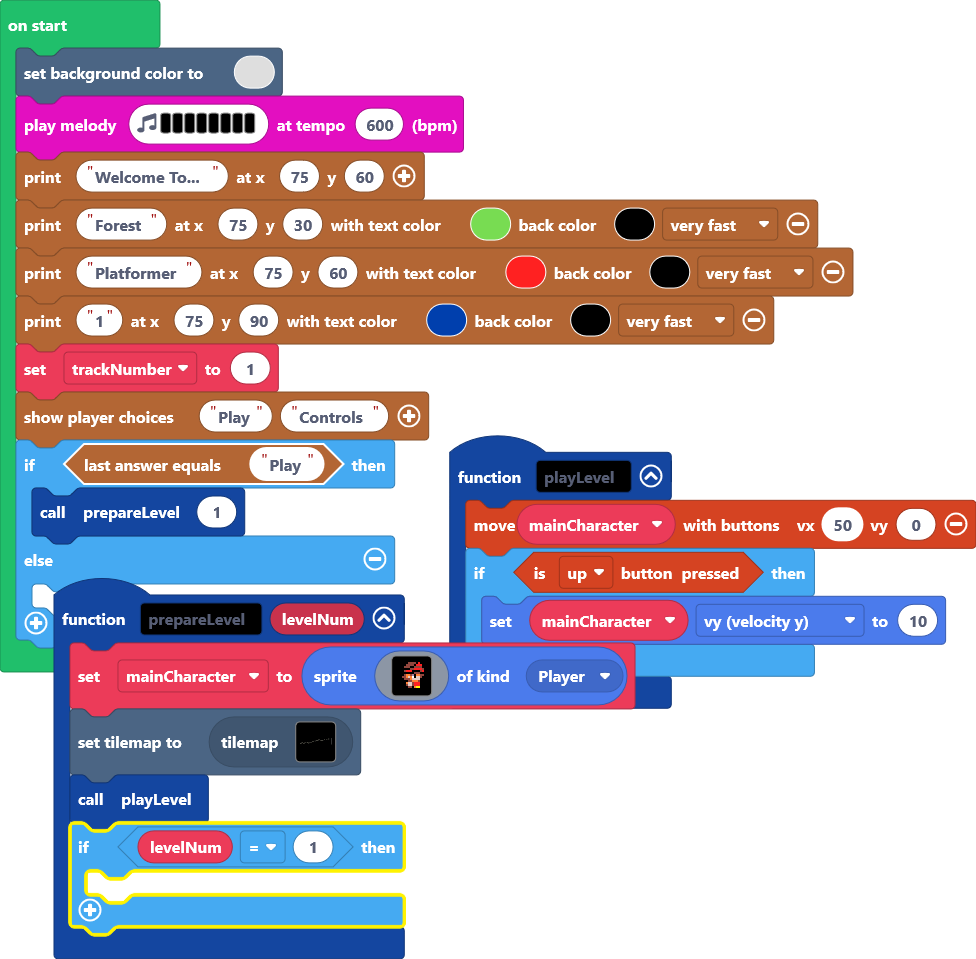 on start
set background color to
play melody at tempo 600 (bpm)
print "Welcome To... " at x 75 y 60
print "Forest " at x 75 y 30 with text color back color very fast
print "Platformer " at x 75 y 60 with text color back color very fast
print "1 " at x 75 y 90 with text color back color very fast
set trackNumber to 1
show player choices "Play " "Controls "
if last answer equals "Play " then
call prepareLevel 1
else
function playLevel
move mainCharacter with buttons vx 50 vy 0
if is up button pressed then
set mainCharacter vy (velocity y) to 10
function prepareLevel levelNum
set mainCharacter to sprite of kind Player
set tilemap to tilemap
call playLevel
if levelNum = 1 then